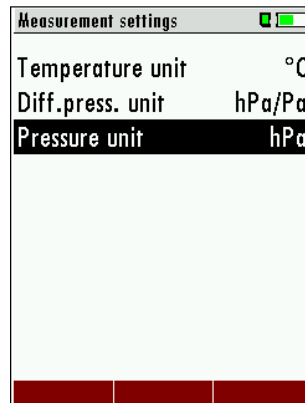 Measurement settings
Temperature unit °C
Diff.press. unit hPa/Pa
Pressure unit hPa